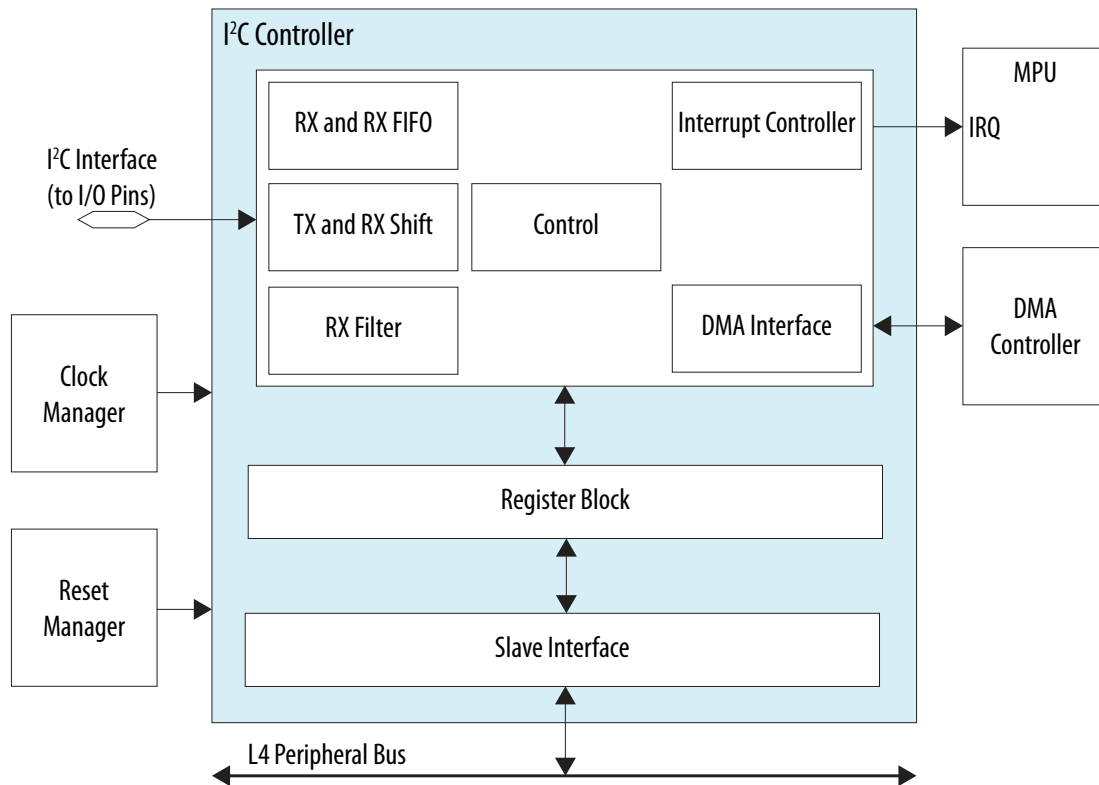 I²C Controller
MPU
RX and RX FIFO
Interrupt Controller
IRQ
I²C Interface
(to I/O Pins)
TX and RX Shift
Control
RX Filter
DMA Interface
DMA
Controller
Clock
Manager
Register Block
Reset
Manager
Slave Interface
L4 Peripheral Bus